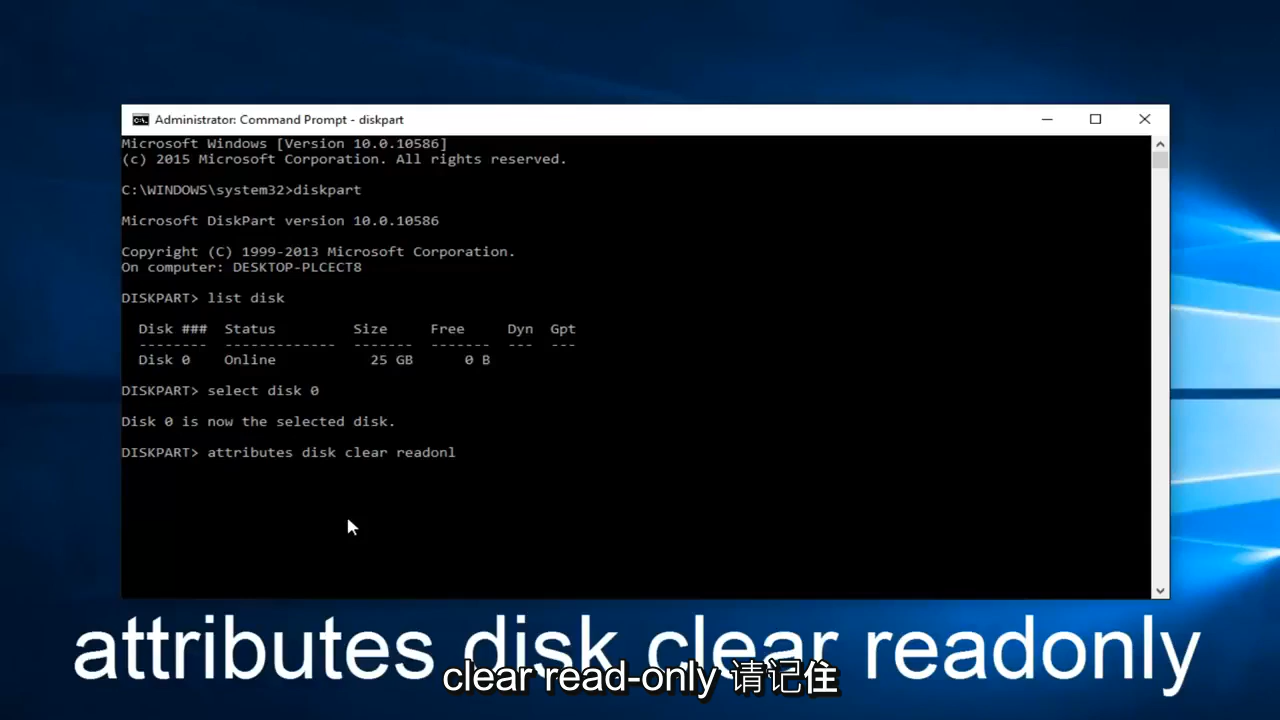 Administrator: Command Prompt - diskpart
Microsoft Windows [Version 10.0.10586]
(c) 2015 Microsoft Corporation. All rights reserved.
C:\WINDOWS\system32>diskpart
Microsoft DiskPart version 10.0.10586
Copyright (C) 1999-2013 Microsoft Corporation.
On computer: DESKTOP-PLCECT8
DISKPART> list disk
Disk ### Status Size Free Dyn Gpt
-------- ------------- ------- ------- --- ---
Disk 0 Online 25 GB 0 B
DISKPART> select disk 0
Disk 0 is now the selected disk.
DISKPART> attributes disk clear readonl
attributes disk clear readonly
clear read-only 请记住